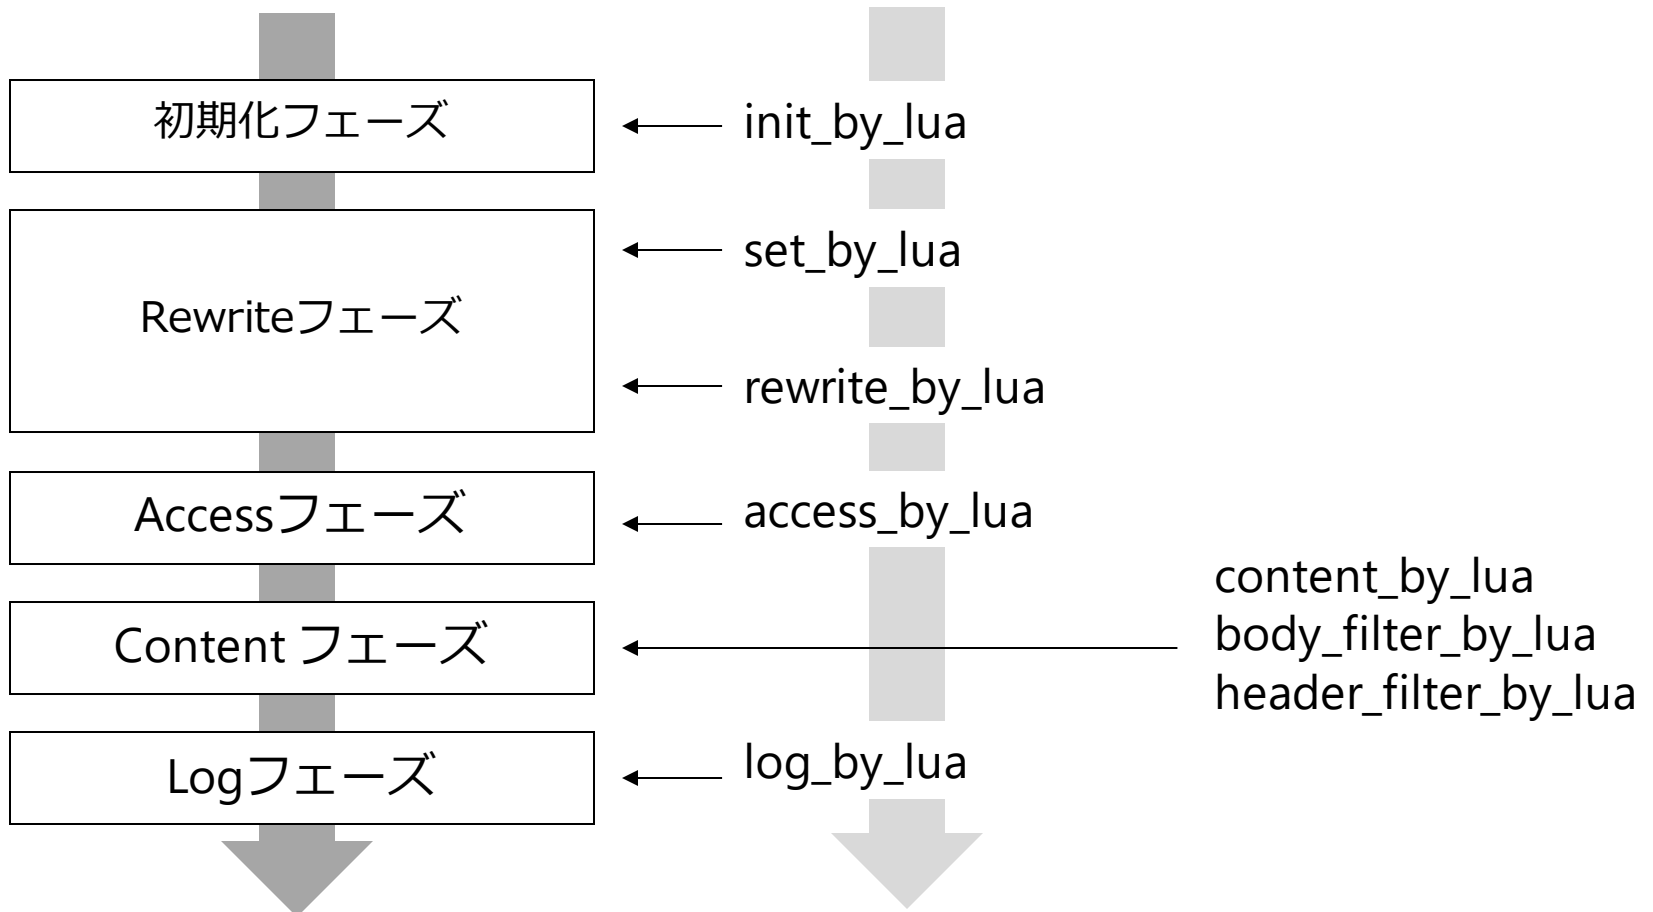 初期化フェーズ
init_by_lua
Rewriteフェーズ
set_by_lua
rewrite_by_lua
Accessフェーズ
access_by_lua
Content フェーズ
content_by_lua
body_filter_by_lua
header_filter_by_lua
Logフェーズ
log_by_lua